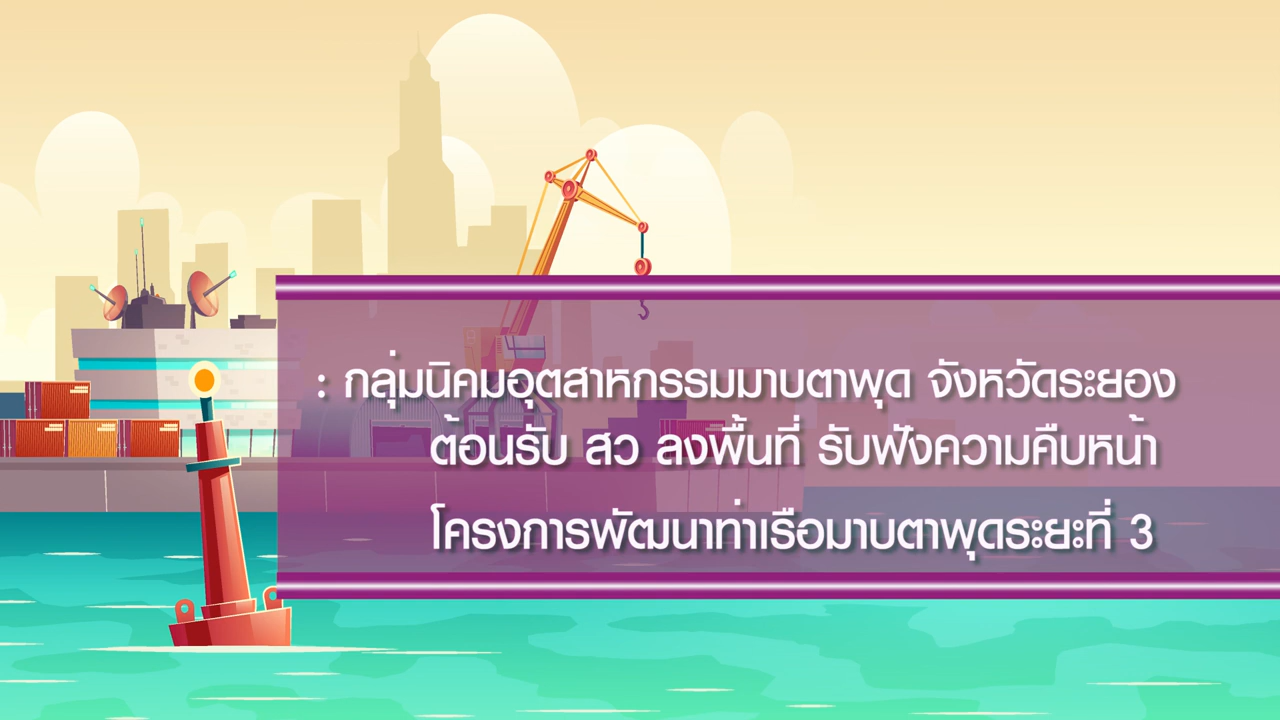 : กลุ่มนิคมอุตสาหกรรมมาบตาพุด จังหวัดระยอง
ต้อนรับ สว ลงพื้นที่ รับฟังความคืบหน้า
โครงการพัฒนาท่าเรือมาบตาพุดระยะที่ 3